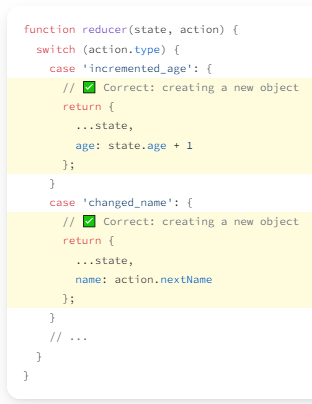 function reducer(state, action) {
  switch (action.type) {
    case 'incremented_age': {
      // ✅ Correct: creating a new object
      return {
        ...state,
        age: state.age + 1
      };
    }
    case 'changed_name': {
      // ✅ Correct: creating a new object
      return {
        ...state,
        name: action.nextName
      };
    }
    // ...
  }
}